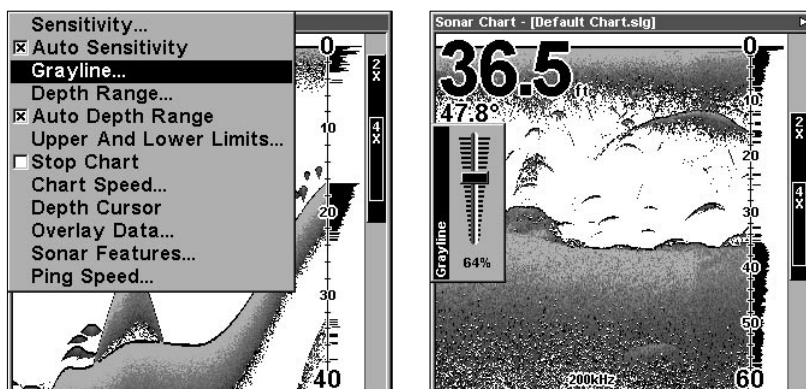 Sensitivity...
Auto Sensitivity
Grayline...
Depth Range...
Auto Depth Range
Upper And Lower Limits...
Stop Chart
Chart Speed...
Depth Cursor
Overlay Data...
Sonar Features...
Ping Speed...
0
10
20
30
40
2X
4X
Sonar Chart - [Default Chart.slg]
36.5 ft
47.8°
Grayline
64%
0
10
20
30
40
50
60
200kHz
2X
4X